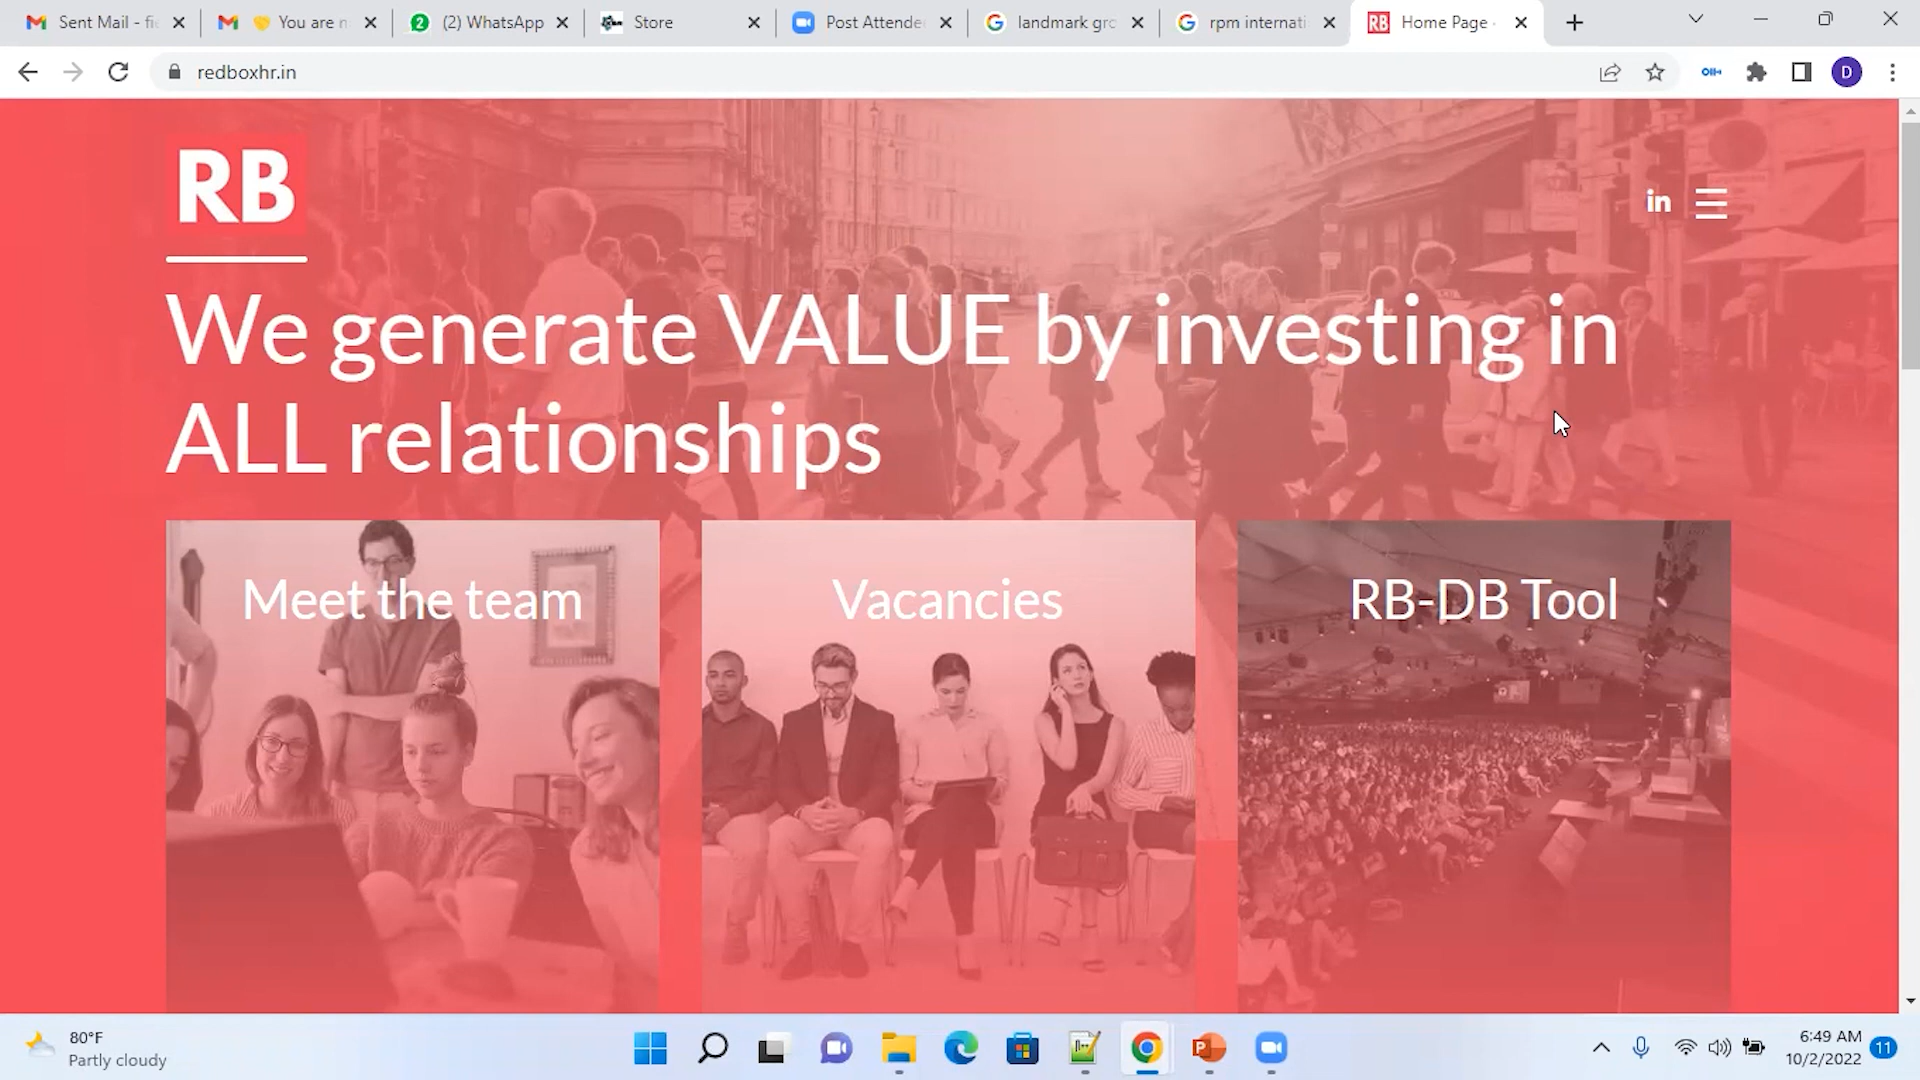 Sent Mail - fi
You are n
(2) WhatsApp
Store
Post Attende
landmark gro
rpm internati
RB
Home Page -
redboxhr.in
D
RB
in
We generate VALUE by investing in
ALL relationships
Meet the team
Vacancies
RB-DB Tool
80°F
Partly cloudy
6:49 AM
10/2/2022
11